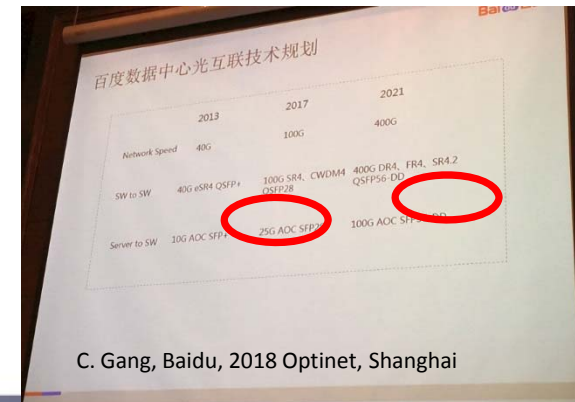 Bai
百度数据中心光互联技术规划
2013 2017 2021
Network Speed 40G 100G 400G
SW to SW 40G eSR4 QSFP+ 100G SR4、CWDM4 400G DR4、FR4、SR4.2
QSFP28 QSFP56-DD
Server to SW 10G AOC SFP+ 25G AOC 100G AOC
C. Gang, Baidu, 2018 Optinet, Shanghai